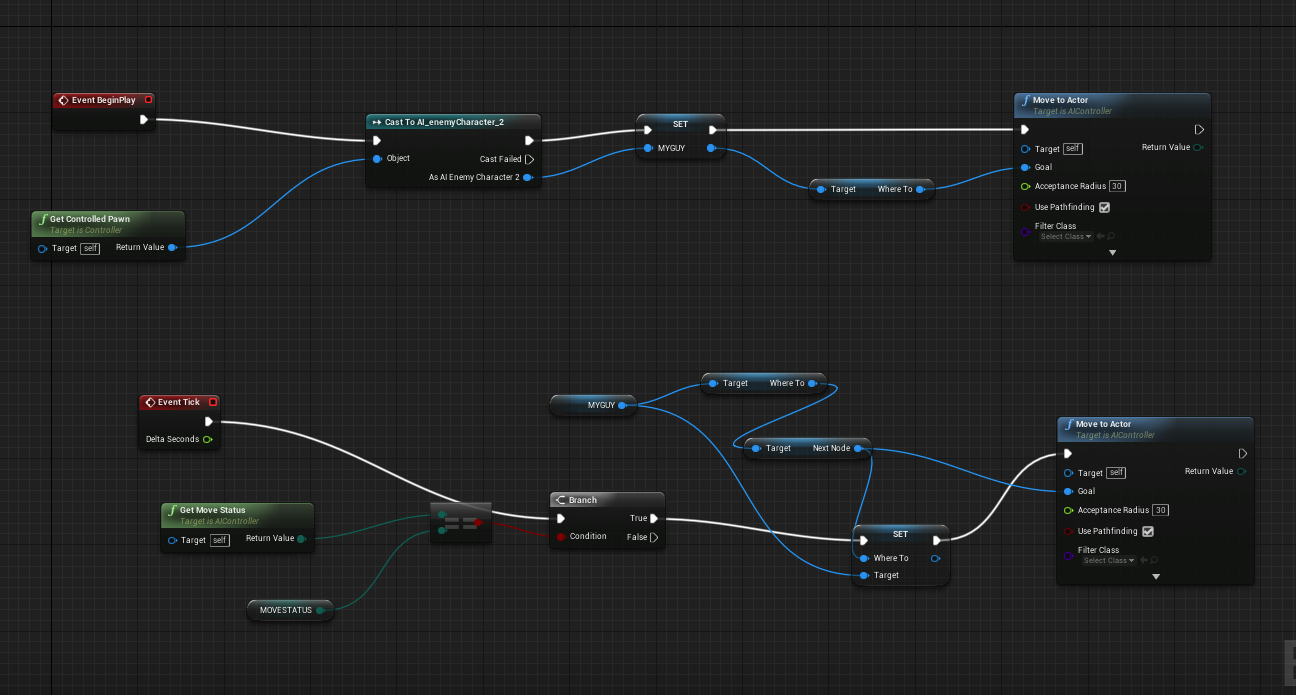 Event BeginPlay
Cast To AI_enemyCharacter_2
Object
Cast Failed
As AI Enemy Character 2
Get Controlled Pawn
Target is Controller
Target self
Return Value
SET
MYGUY
Target Where To
Move to Actor
Target is AIController
Target self
Return Value
Goal
Acceptance Radius 30
Use Pathfinding
Filter Class
Select Class
Event Tick
Delta Seconds
Get Move Status
Target is AIController
Target self
Return Value
MOVESTATUS
==
Branch
True
Condition
False
MYGUY
Target Where To
Target Next Node
SET
Where To
Target
Move to Actor
Target is AIController
Target self
Return Value
Goal
Acceptance Radius 30
Use Pathfinding
Filter Class
Select Class